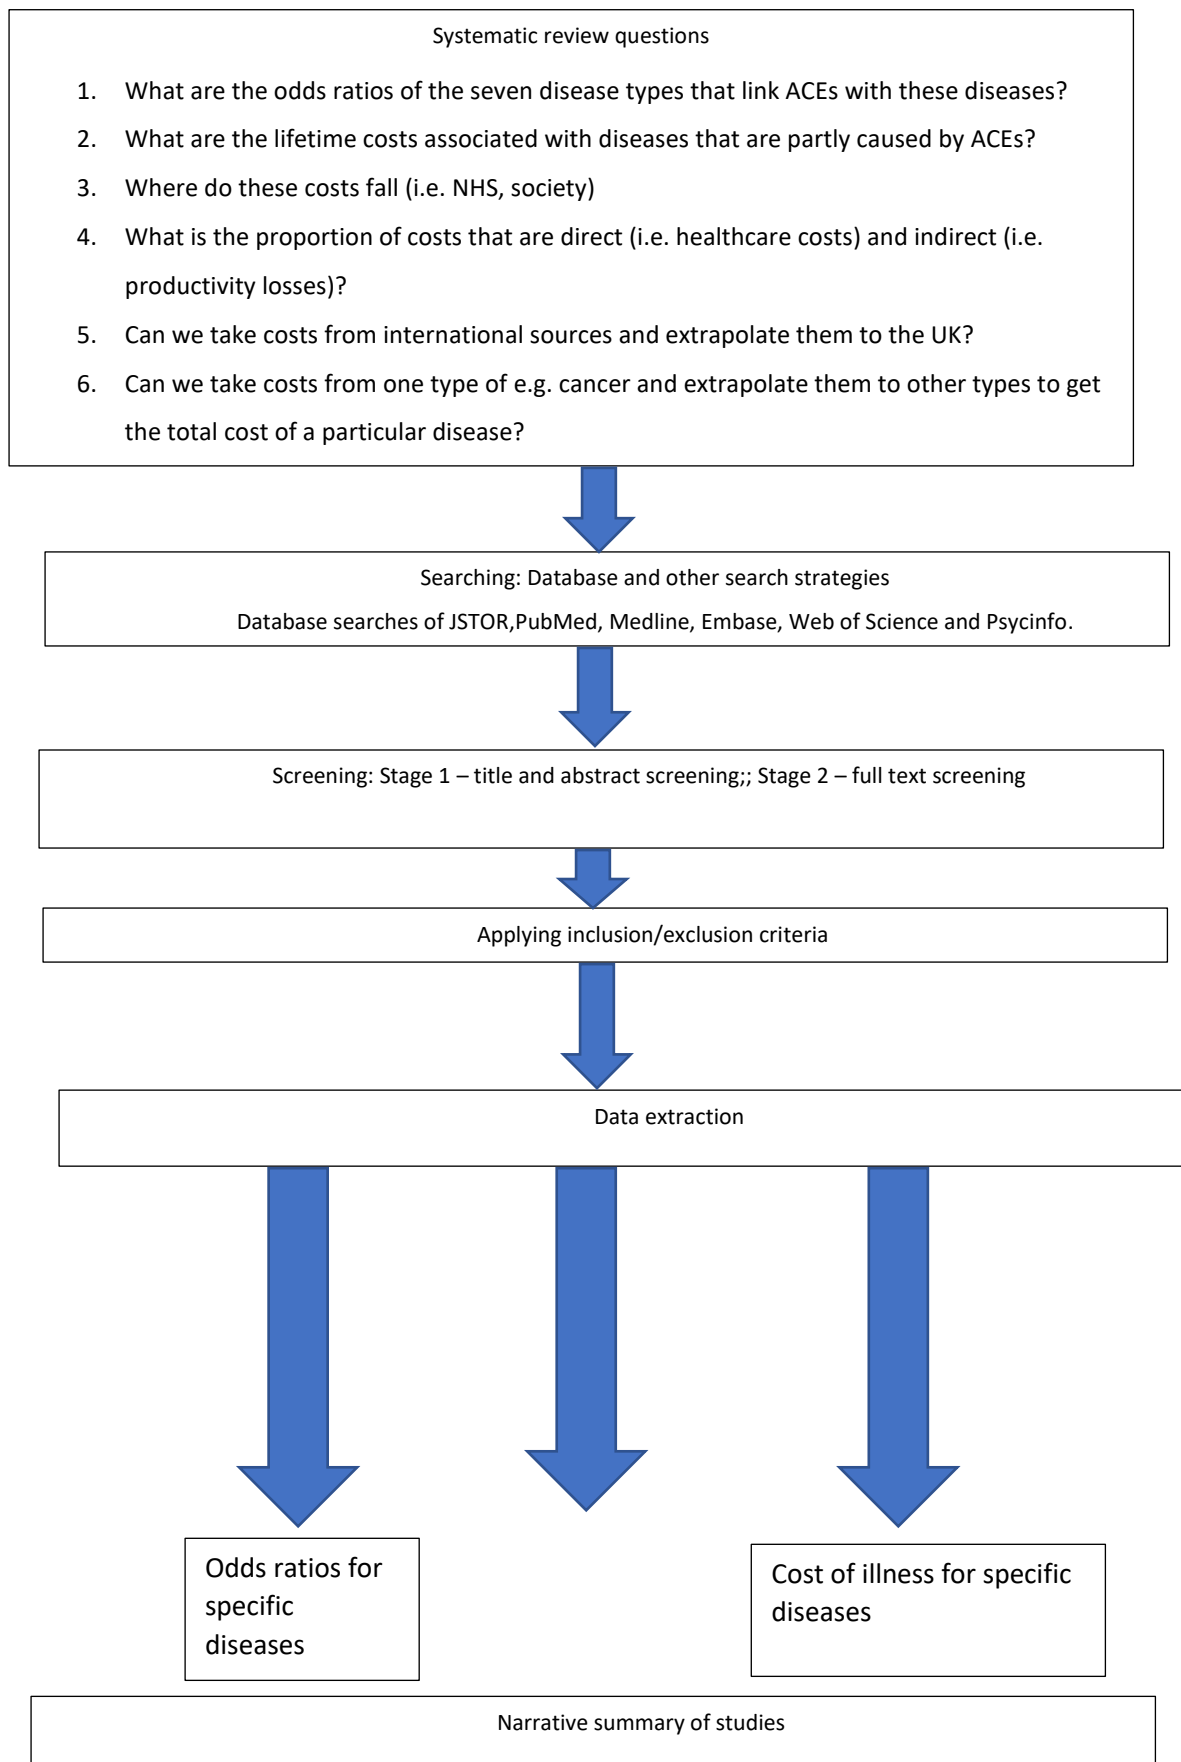 Systematic review questions
1. What are the odds ratios of the seven disease types that link ACEs with these diseases?
2. What are the lifetime costs associated with diseases that are partly caused by ACEs?
3. Where do these costs fall (i.e. NHS, society)
4. What is the proportion of costs that are direct (i.e. healthcare costs) and indirect (i.e.
productivity losses)?
5. Can we take costs from international sources and extrapolate them to the UK?
6. Can we take costs from one type of e.g. cancer and extrapolate them to other types to get
the total cost of a particular disease?
Searching: Database and other search strategies
Database searches of JSTOR,PubMed, Medline, Embase, Web of Science and Psycinfo.
Screening: Stage 1 – title and abstract screening;; Stage 2 – full text screening
Applying inclusion/exclusion criteria
Data extraction
Odds ratios for
specific
diseases
Cost of illness for specific
diseases
Narrative summary of studies